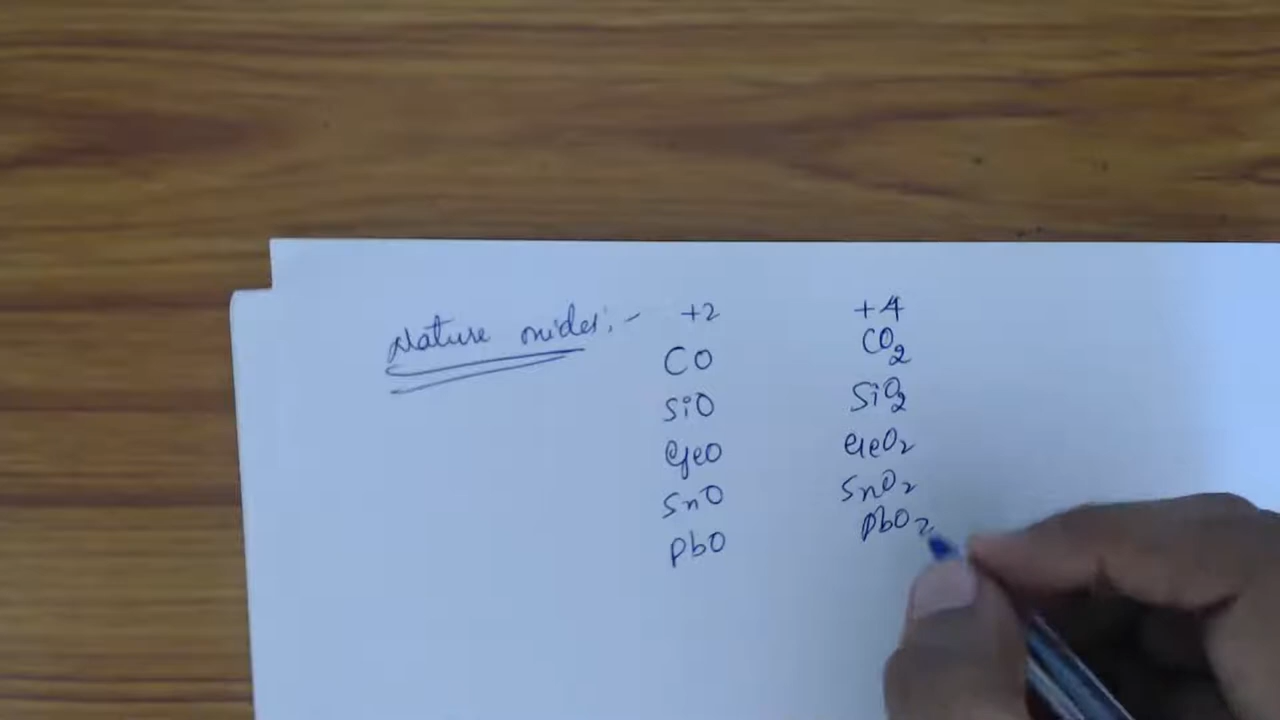 Nature oxides:- +2 +4
CO CO2
SiO SiO2
GeO GeO2
SnO SnO2
PbO PbO2